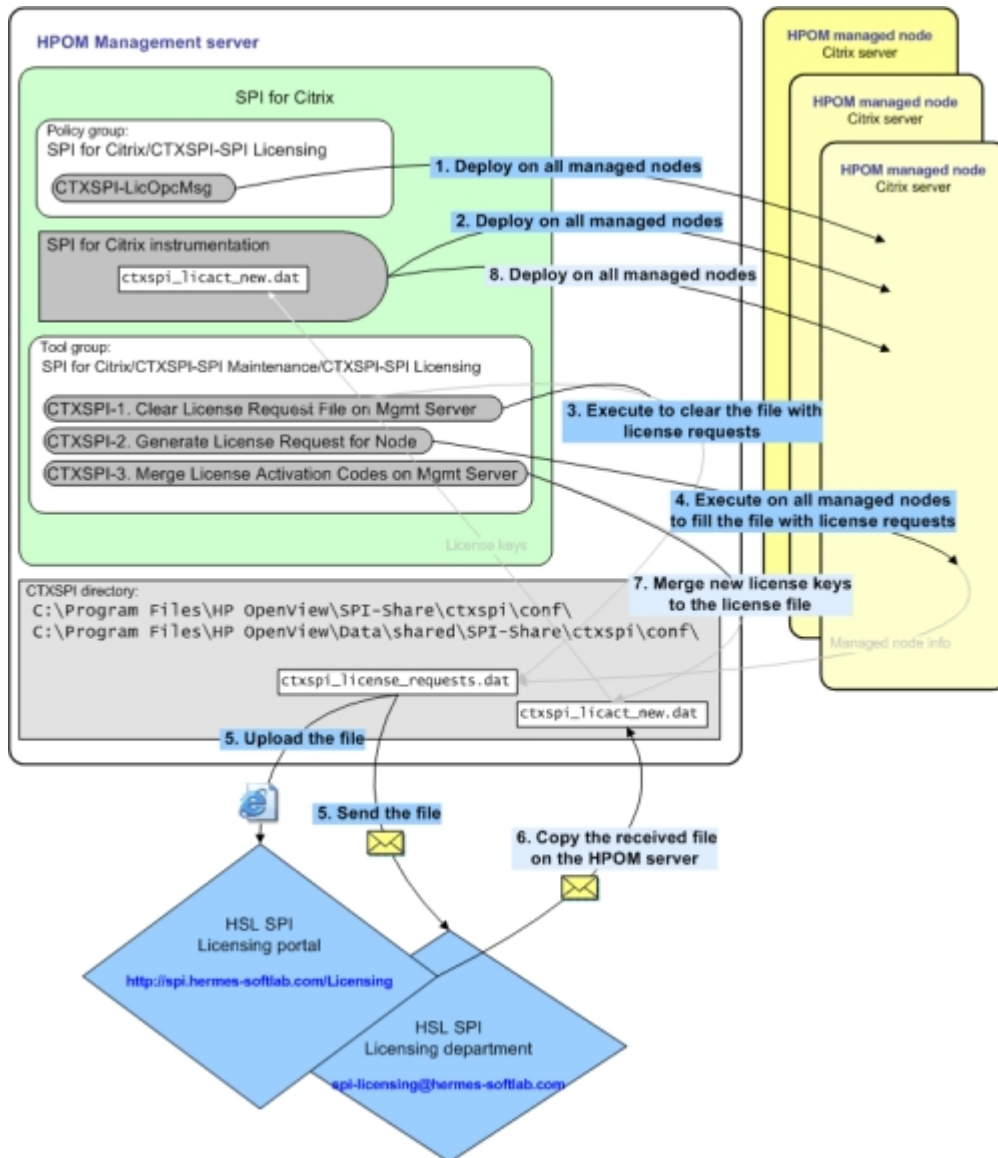 HPOM Management server
SPI for Citrix
Policy group:
SPI for Citrix/CTXSPI-SPI Licensing
CTXSPI-LicOpcMsg
SPI for Citrix instrumentation
ctxspi_licact_new.dat
Tool group:
SPI for Citrix/CTXSPI-SPI Maintenance/CTXSPI-SPI Licensing
CTXSPI-1. Clear License Request File on Mgmt Server
CTXSPI-2. Generate License Request for Node
CTXSPI-3. Merge License Activation Codes on Mgmt Server
License keys
HPOM managed node
Citrix server
HPOM managed node
Citrix server
HPOM managed node
Citrix server
1. Deploy on all managed nodes
2. Deploy on all managed nodes
8. Deploy on all managed nodes
3. Execute to clear the file with
license requests
4. Execute on all managed nodes
to fill the file with license requests
7. Merge new license keys
to the license file
Managed node info
CTXSPI directory:
C:\Program Files\HP OpenView\SPI-Share\ctxspi\conf\
C:\Program Files\HP OpenView\Data\shared\SPI-Share\ctxspi\conf\
ctxspi_license_requests.dat
ctxspi_licact_new.dat
5. Upload the file
5. Send the file
6. Copy the received file
on the HPOM server
HSL SPI
Licensing portal
http://spi.hermes-softlab.com/Licensing
HSL SPI
Licensing department
spi-licensing@hermes-softlab.com